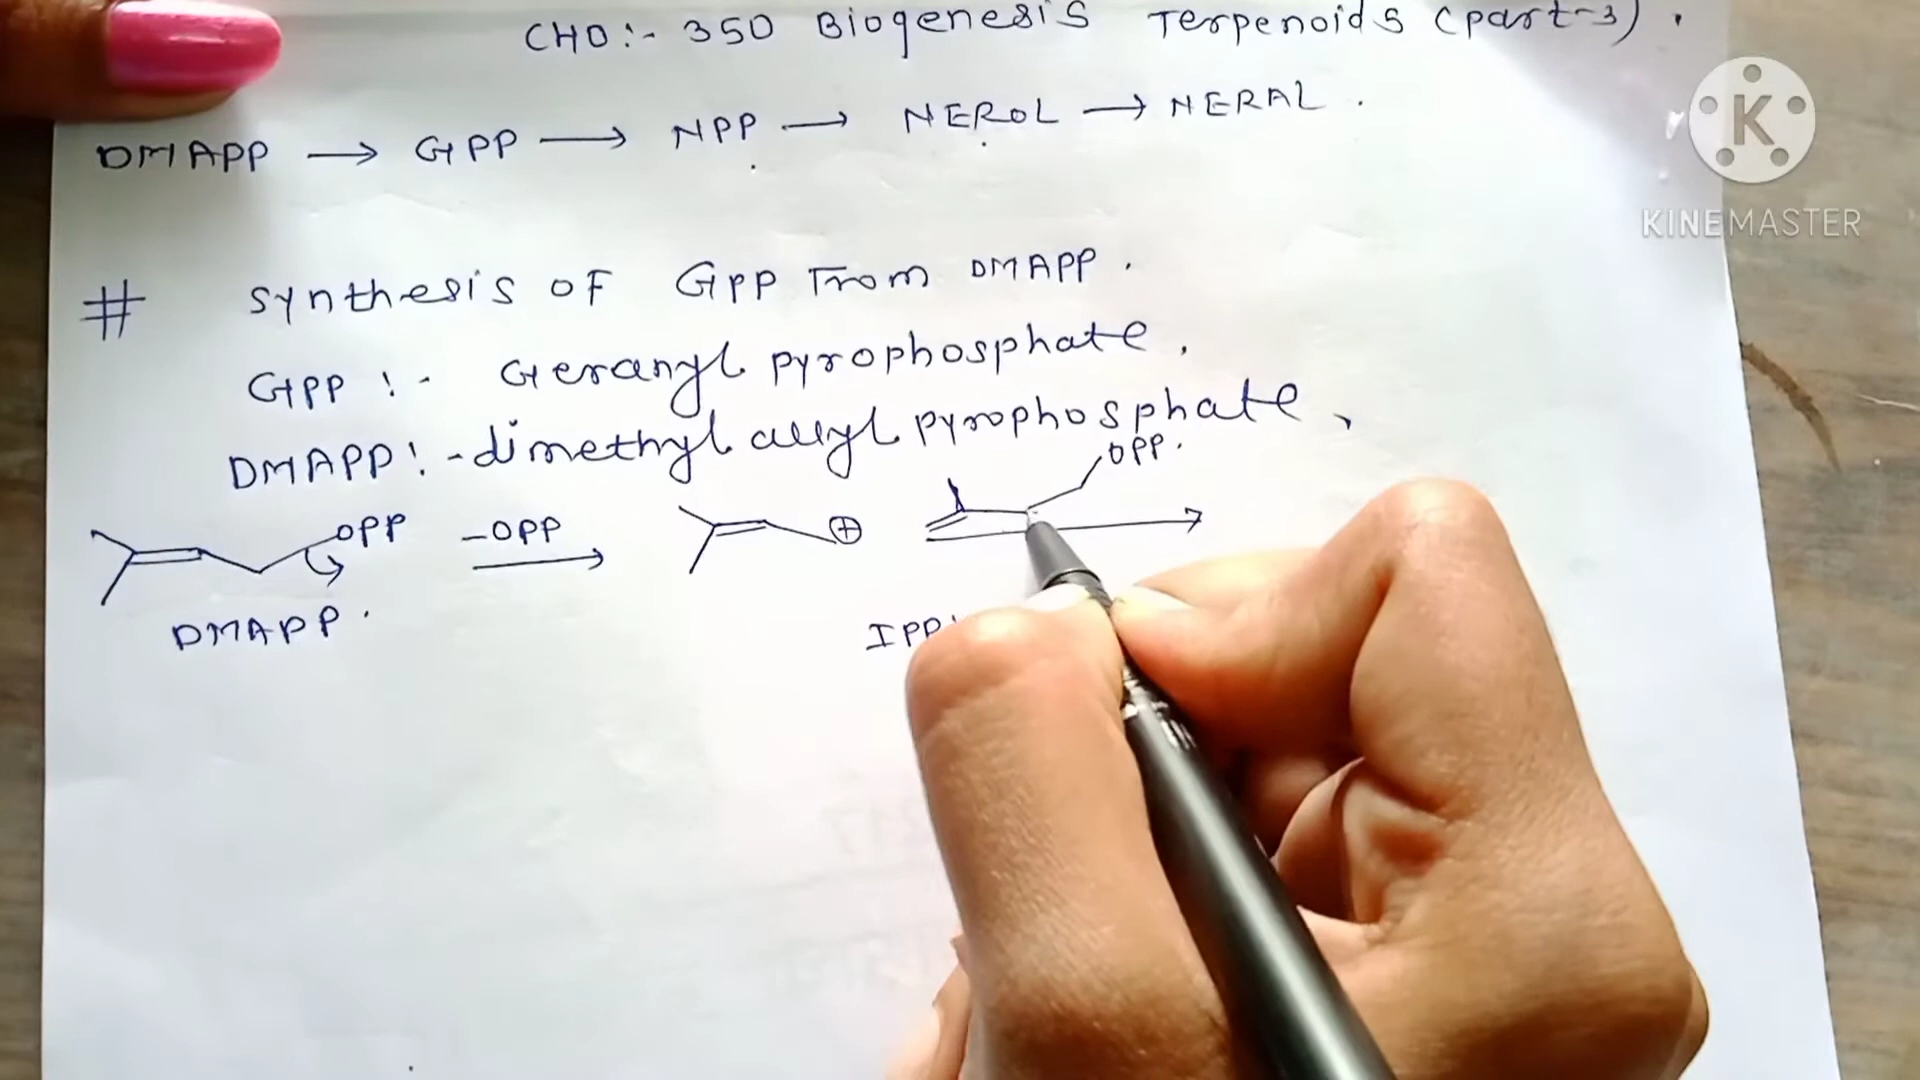 CHO:- 350 Biogenesis Terpenoids (part-3).
DMAPP → GPP → NPP → NEROL → NERAL.
K
KINEMASTER
# synthesis OF GPP From DMAPP.
GPP :- Geranyl pyrophosphate.
DMAPP :- dimethyl allyl pyrophosphate,
OPP.
OPP -OPP ⊕
DMAPP.
IPP